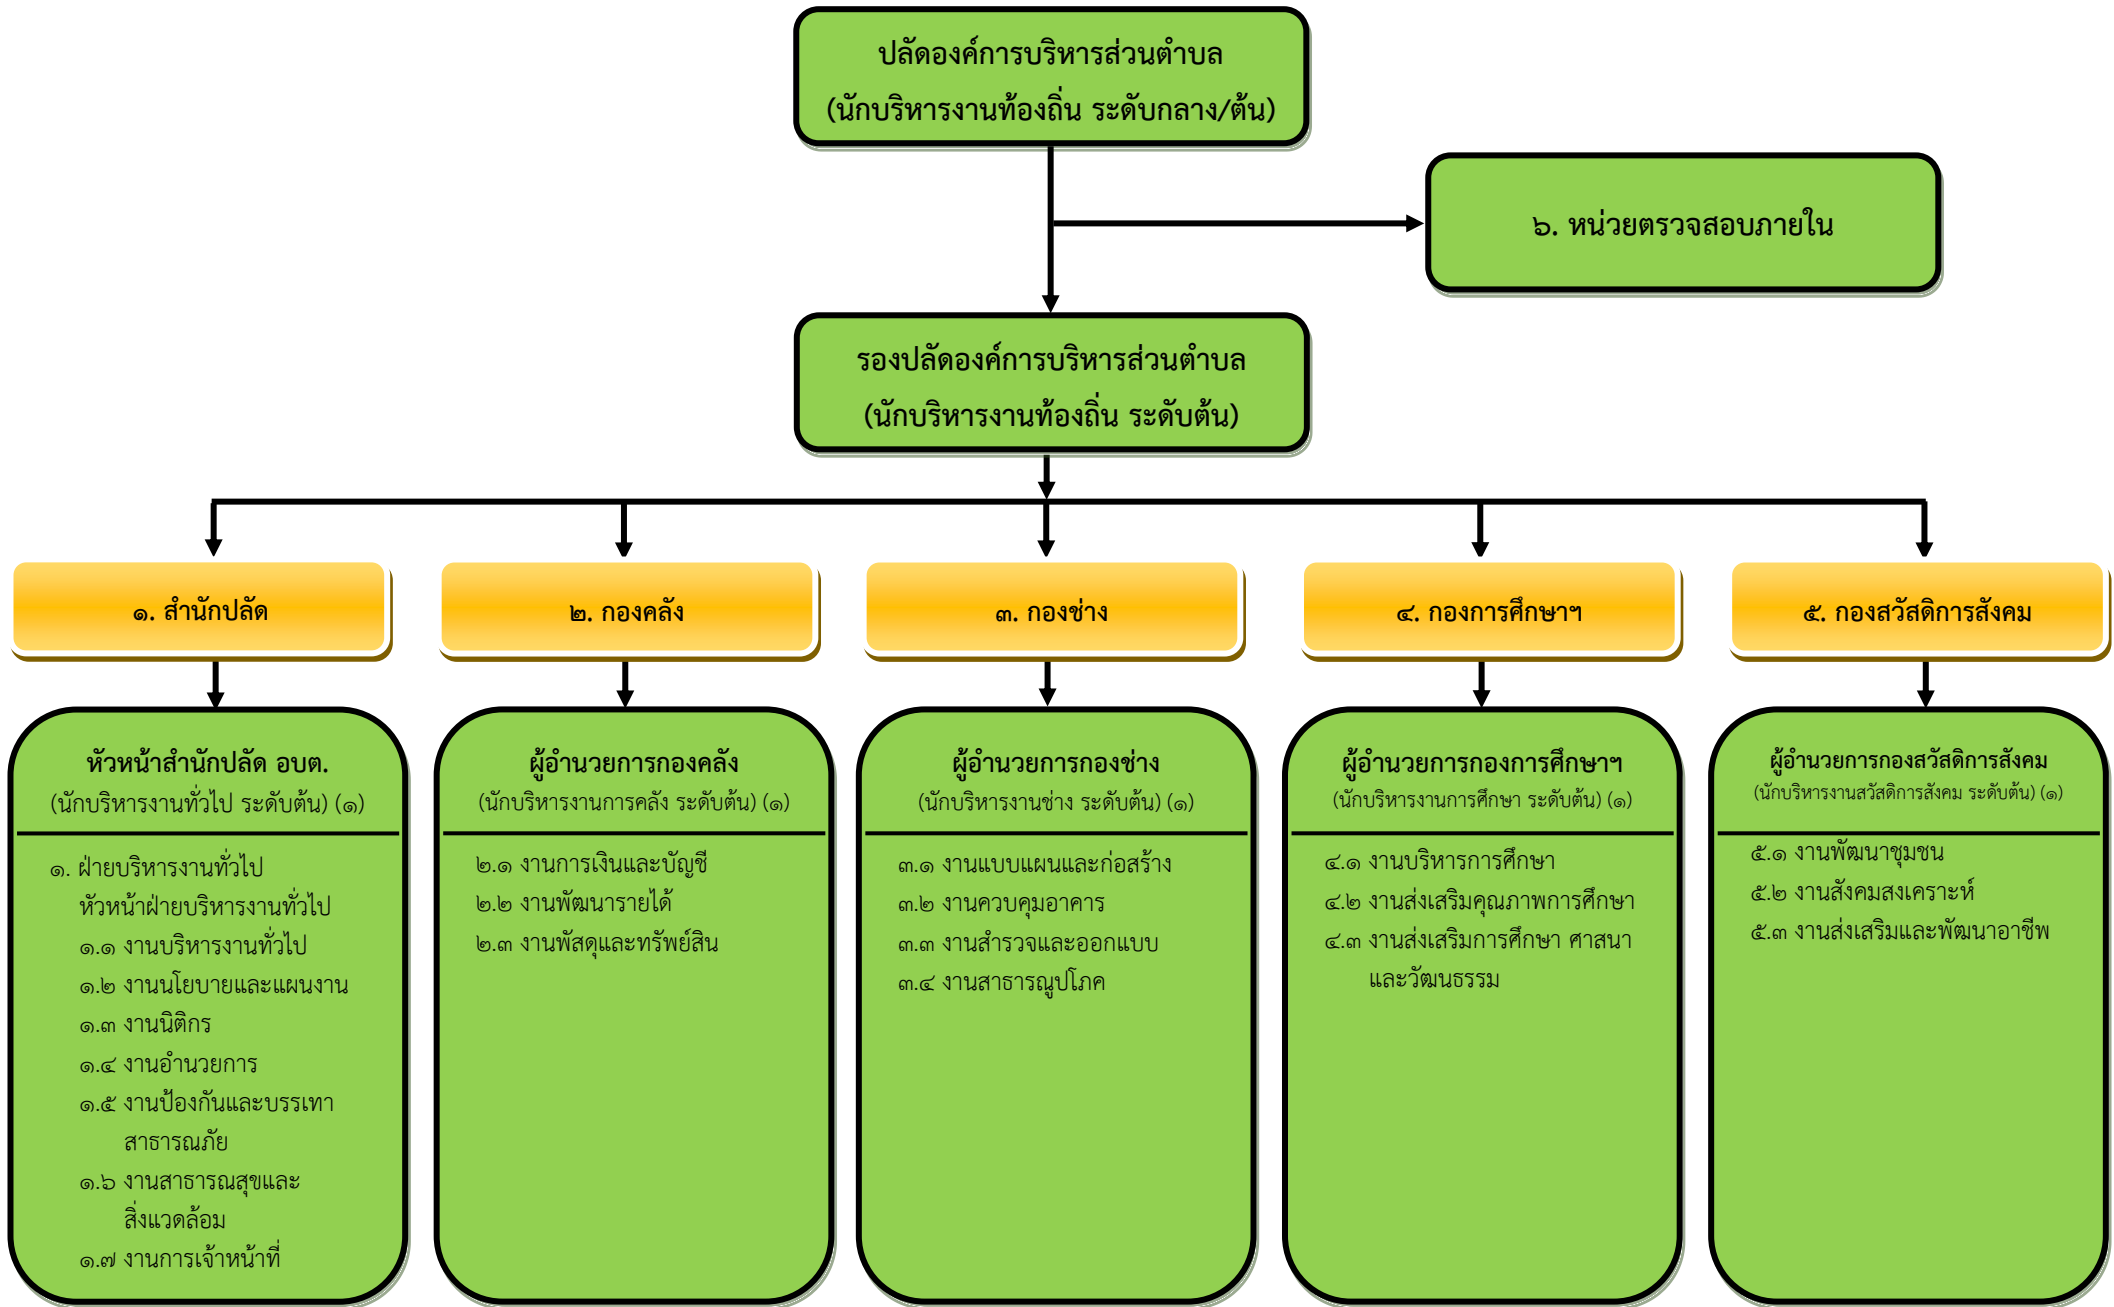 ปลัดองค์การบริหารส่วนตำบล
(นักบริหารงานท้องถิ่น ระดับกลาง/ต้น)
๖. หน่วยตรวจสอบภายใน
รองปลัดองค์การบริหารส่วนตำบล
(นักบริหารงานท้องถิ่น ระดับต้น)
๑. สำนักปลัด
๒. กองคลัง
๓. กองช่าง
๔. กองการศึกษาฯ
๕. กองสวัสดิการสังคม
หัวหน้าสำนักปลัด อบต.
(นักบริหารงานทั่วไป ระดับต้น) (๑)
๑. ฝ่ายบริหารงานทั่วไป
หัวหน้าฝ่ายบริหารงานทั่วไป
๑.๑ งานบริหารงานทั่วไป
๑.๒ งานนโยบายและแผนงาน
๑.๓ งานนิติกร
๑.๔ งานอำนวยการ
๑.๕ งานป้องกันและบรรเทา
สาธารณภัย
๑.๖ งานสาธารณสุขและ
สิ่งแวดล้อม
๑.๗ งานการเจ้าหน้าที่
ผู้อำนวยการกองคลัง
(นักบริหารงานการคลัง ระดับต้น) (๑)
๒.๑ งานการเงินและบัญชี
๒.๒ งานพัฒนารายได้
๒.๓ งานพัสดุและทรัพย์สิน
ผู้อำนวยการกองช่าง
(นักบริหารงานช่าง ระดับต้น) (๑)
๓.๑ งานแบบแผนและก่อสร้าง
๓.๒ งานควบคุมอาคาร
๓.๓ งานสำรวจและออกแบบ
๓.๔ งานสาธารณูปโภค
ผู้อำนวยการกองการศึกษาฯ
(นักบริหารงานการศึกษา ระดับต้น) (๑)
๔.๑ งานบริหารการศึกษา
๔.๒ งานส่งเสริมคุณภาพการศึกษา
๔.๓ งานส่งเสริมการศึกษา ศาสนา
และวัฒนธรรม
ผู้อำนวยการกองสวัสดิการสังคม
(นักบริหารงานสวัสดิการสังคม ระดับต้น) (๑)
๕.๑ งานพัฒนาชุมชน
๕.๒ งานสังคมสงเคราะห์
๕.๓ งานส่งเสริมและพัฒนาอาชีพ